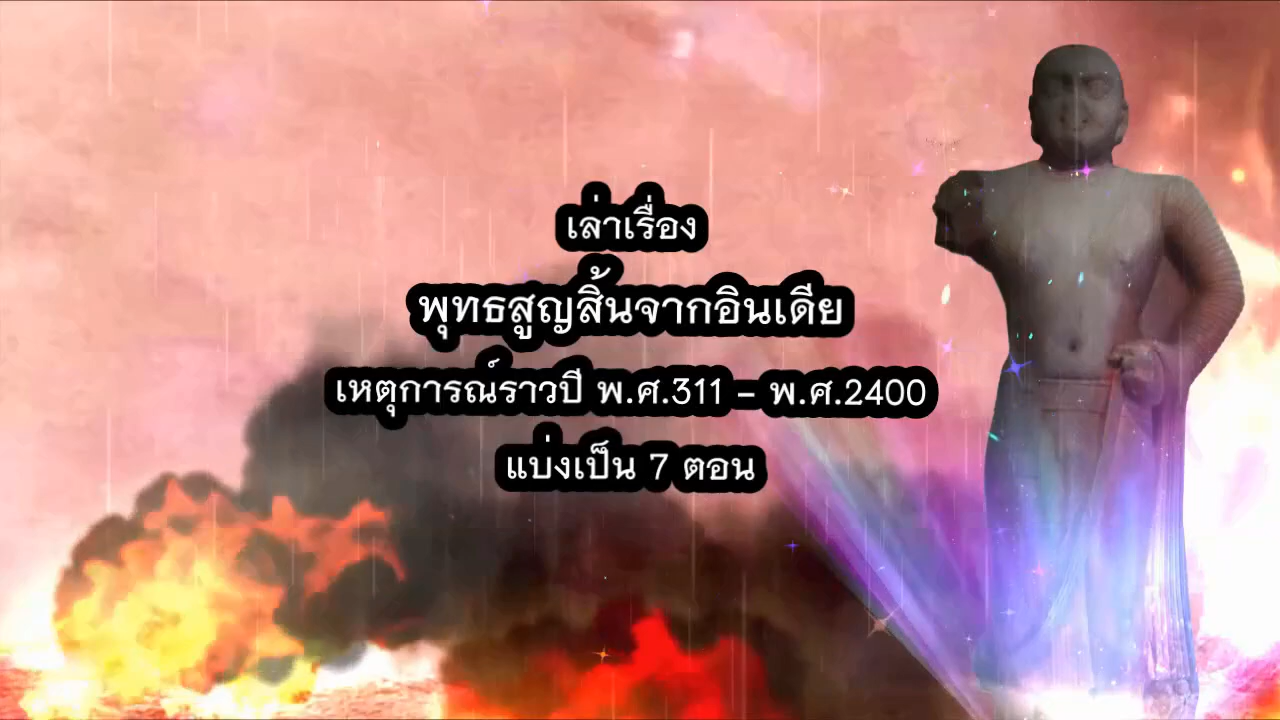 เล่าเรื่อง
พุทธสูญสิ้นจากอินเดีย
เหตุการณ์ราวปี พ.ศ.311 - พ.ศ.2400
แบ่งเป็น 7 ตอน